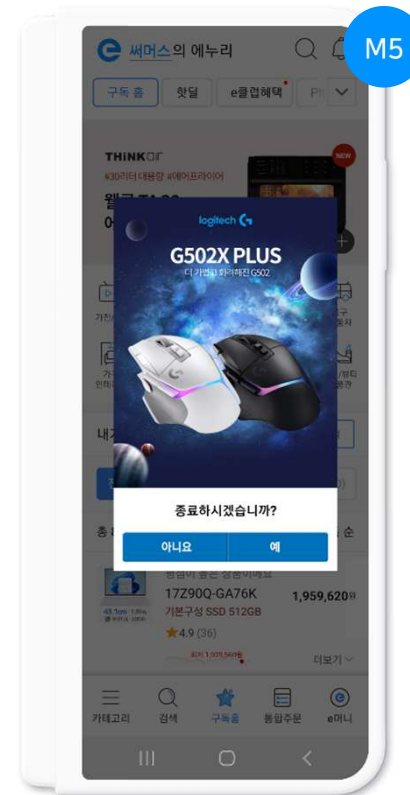 M5
써머스의 에누리
구독 홈
핫딜
e클럽혜택
THiNKair
#30리터 대용량 #에어프라이어
NEW
logitech G
G502X PLUS
더 가볍고 화려해진 G502
종료하시겠습니까?
아니요
예
17Z90Q-GA76K
1,959,620원
기본구성 SSD 512GB
4.9 (36)
더보기
카테고리
검색
구독홈
통합주문
e머니